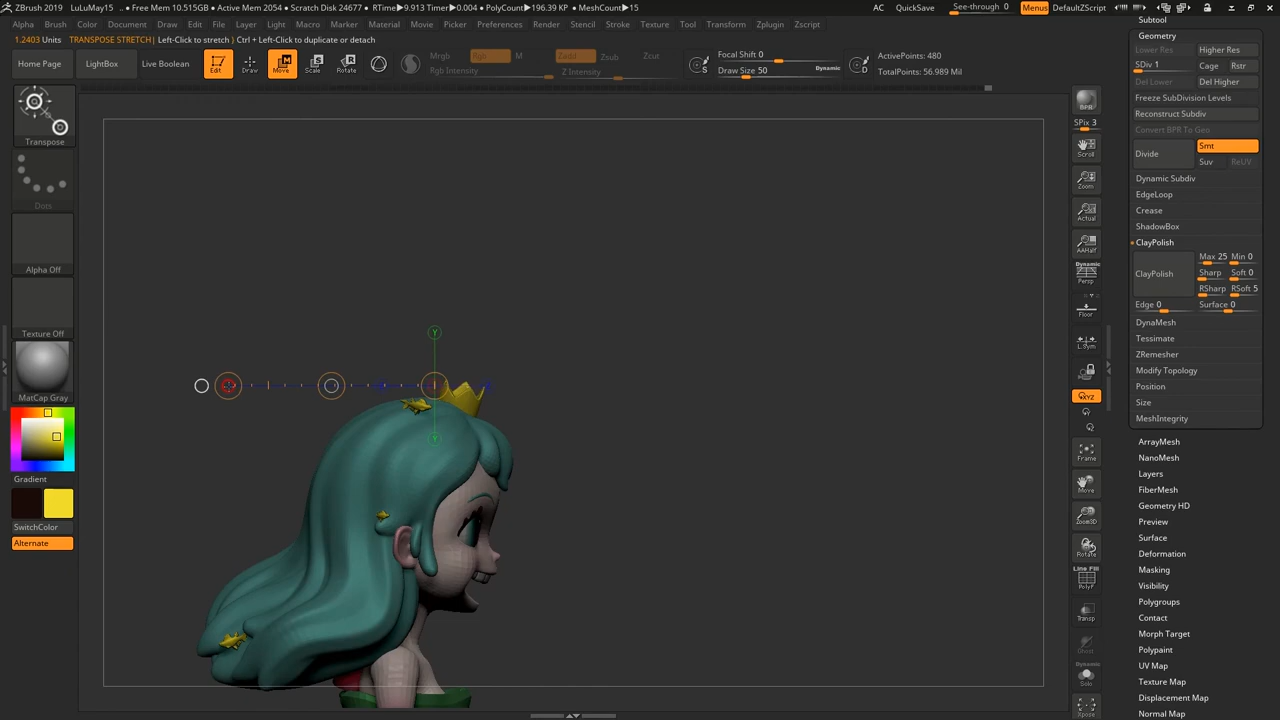 ZBrush 2019 LuLuMay15 • Free Mem 10.515GB • Active Mem 2054 • Scratch Disk 24677 • RTime▶9.913 Timer▶0.004 • PolyCount▶196.39 KP • MeshCount▶15 AC QuickSave See-through 0 Menus DefaultZScript
Alpha Brush Color Document Draw Edit File Layer Light Macro Marker Material Movie Picker Preferences Render Stencil Stroke Texture Tool Transform Zplugin Zscript
1.2403 Units TRANSPOSE STRETCH| Left-Click to stretch } Ctrl + Left-Click to duplicate or detach
Home Page LightBox Live Boolean Edit Draw Move Scale Rotate
Mrgb Rgb M Zadd Zsub Zcut
Rgb Intensity Z Intensity
Focal Shift 0
Draw Size 50 Dynamic
S
D
ActivePoints: 480
TotalPoints: 56.989 Mil
Transpose
Dots
Alpha Off
Texture Off
MatCap Gray
Gradient
SwitchColor
Alternate
Y
Y
BPR
SPix 3
Scroll
Zoom
Actual
AAHalf
Dynamic
Persp
Floor
L.Sym
XYZ
Frame
Move
Zoom3D
Rotate
Line Fill
PolyF
Transp
Ghost
Dynamic
Solo
Xpose
Subtool
Geometry
Lower Res Higher Res
SDiv 1 Cage Rstr
Del Lower Del Higher
Freeze SubDivision Levels
Reconstruct Subdiv
Convert BPR To Geo
Divide Smt
Suv ReUV
Dynamic Subdiv
EdgeLoop
Crease
ShadowBox
ClayPolish
ClayPolish Max 25 Min 0
Sharp Soft 0
RSharp RSoft 5
Edge 0 Surface 0
DynaMesh
Tessimate
ZRemesher
Modify Topology
Position
Size
MeshIntegrity
ArrayMesh
NanoMesh
Layers
FiberMesh
Geometry HD
Preview
Surface
Deformation
Masking
Visibility
Polygroups
Contact
Morph Target
Polypaint
UV Map
Texture Map
Displacement Map
Normal Map